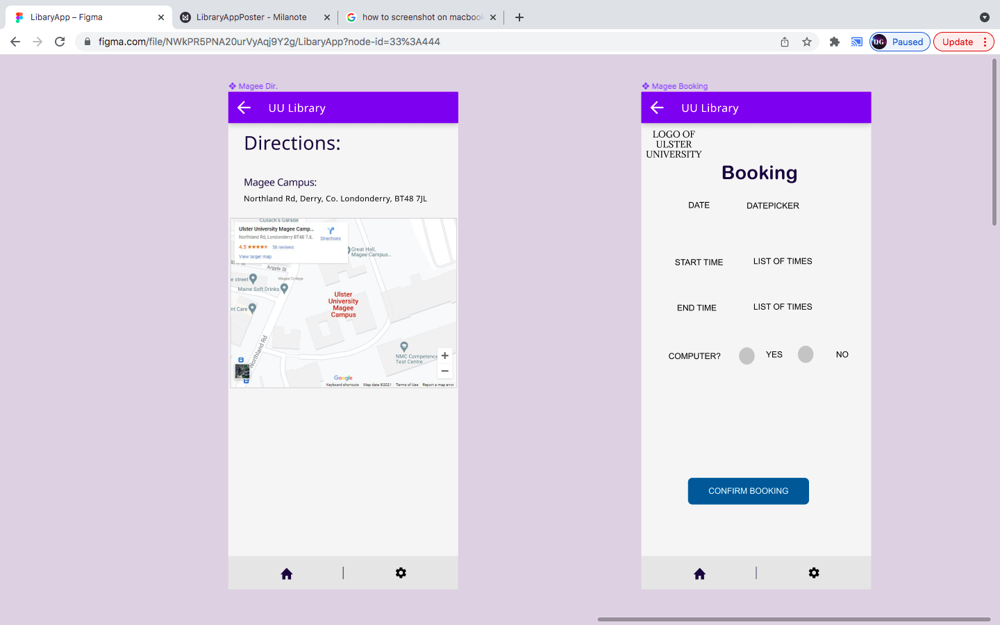 LibaryApp – Figma
LibraryAppPoster - Milanote
how to screenshot on macbook
figma.com/file/NWkPR5PNA20urVyAqj9Y2g/LibaryApp?node-id=33%3A444
DG
Paused
Update
Magee Dir.
UU Library
Directions:
Magee Campus:
Northland Rd, Derry, Co. Londonderry, BT48 7JL
Cusack's Garage
Ulster University Magee Camp...
Northland Rd, Londonderry BT48 7JL
Directions
4.5
56 reviews
View larger map
Great Hall,
Magee Campus...
Argyle St
Magee College
e street
Maine Soft Drinks
nt Care
Ulster
University
Magee
Campus
Northland Rd
NMC Competence
Test Centre
Google
Keyboard shortcuts
Map data ©2021
Terms of Use
Report a map error
Magee Booking
UU Library
LOGO OF
ULSTER
UNIVERSITY
Booking
DATE
DATEPICKER
START TIME
LIST OF TIMES
END TIME
LIST OF TIMES
COMPUTER?
YES
NO
CONFIRM BOOKING